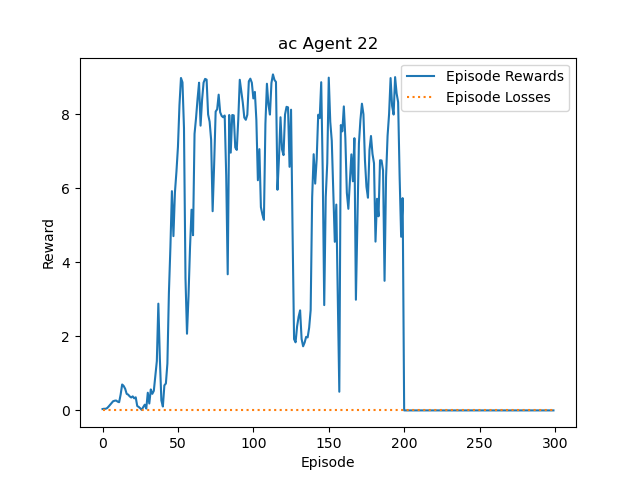 ac Agent 22
Episode Rewards
Episode Losses
Reward
8
6
4
2
0
0 50 100 150 200 250 300
Episode